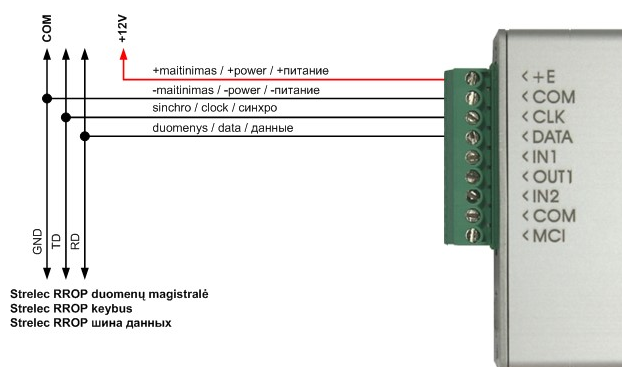 COM
+12V
+maitinimas / +power / +питание
-maitinimas / -power / -питание
sinchro / clock / синхро
duomenys / data / данные
<+E
<COM
<CLK
<DATA
<IN1
<OUT1
<IN2
<COM
<MCI
GND
TD
RD
Strelec RROP duomenų magistralė
Strelec RROP keybus
Strelec RROP шина данных